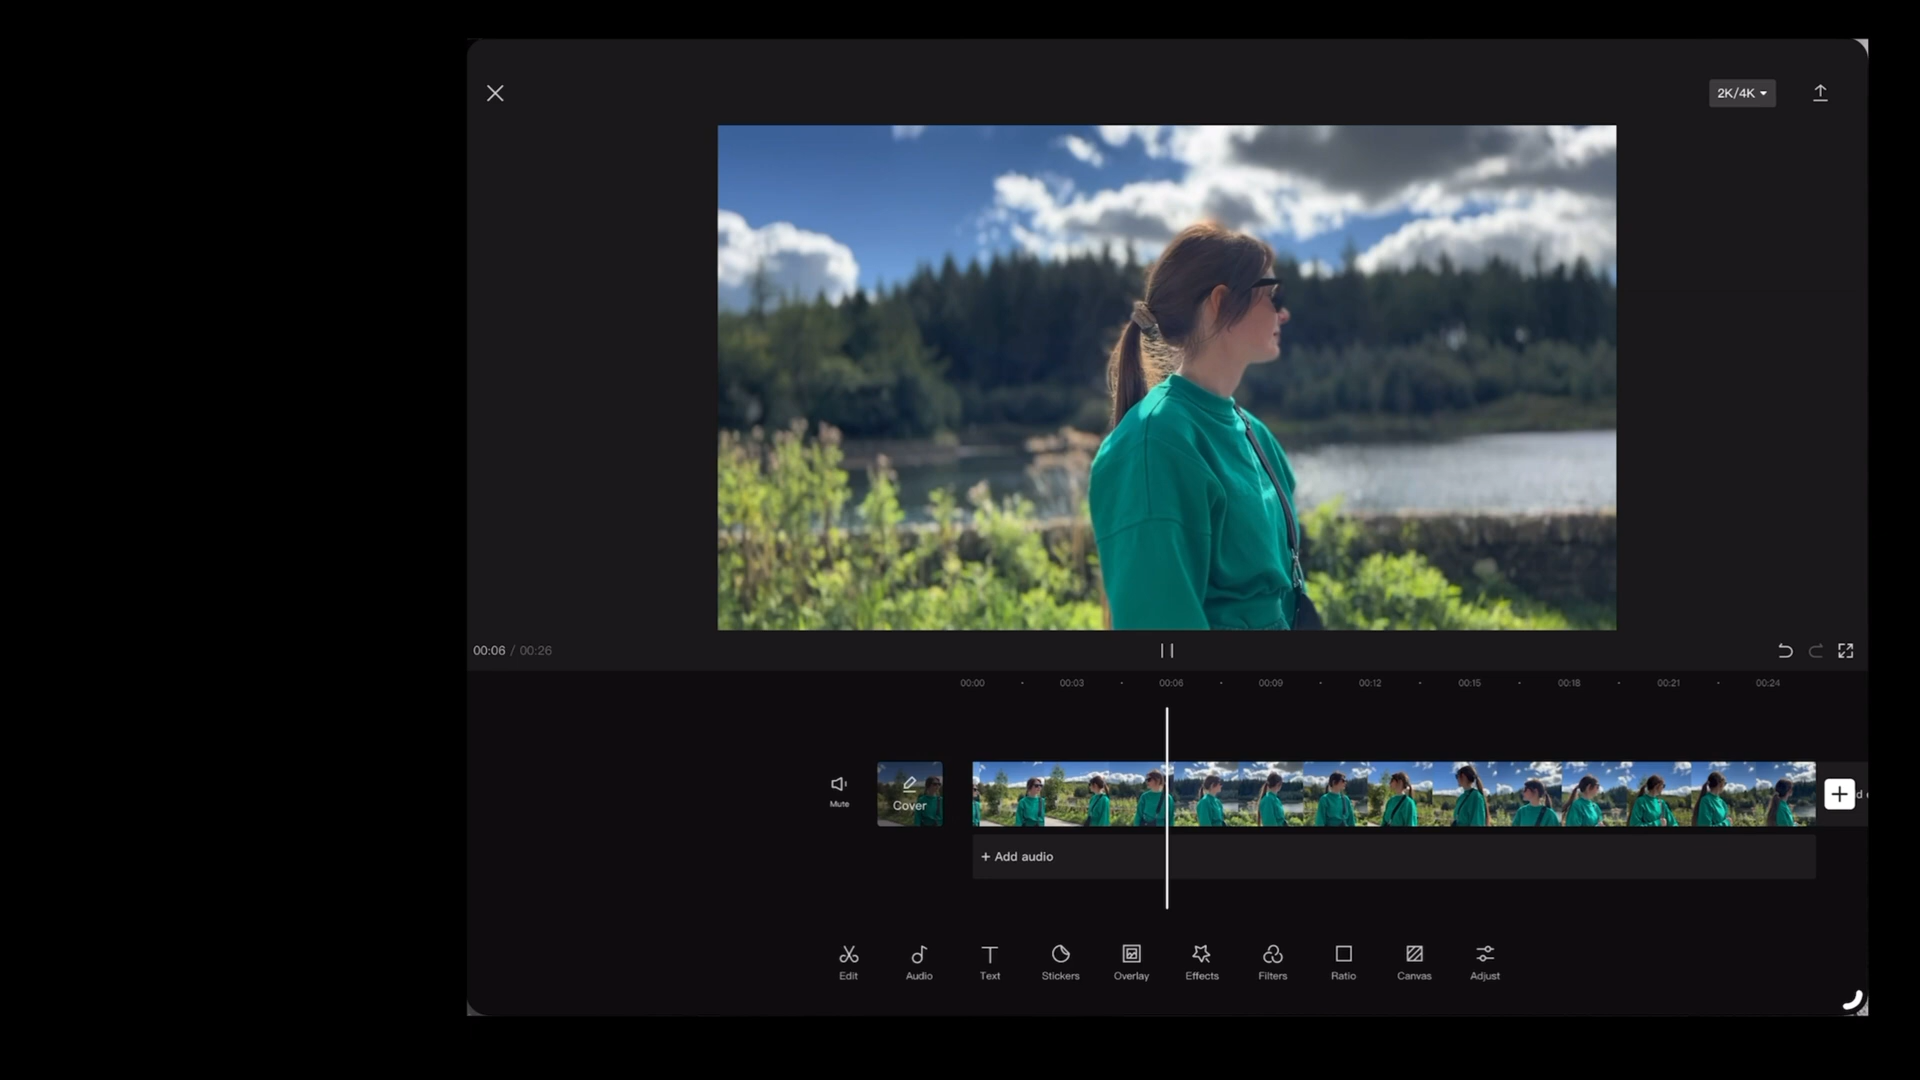 2K/4K
00:06 / 00:26
00:00 00:03 00:06 00:09 00:12 00:15 00:18 00:21 00:24
Mute
Cover
+ Add audio
Edit Audio Text Stickers Overlay Effects Filters Ratio Canvas Adjust